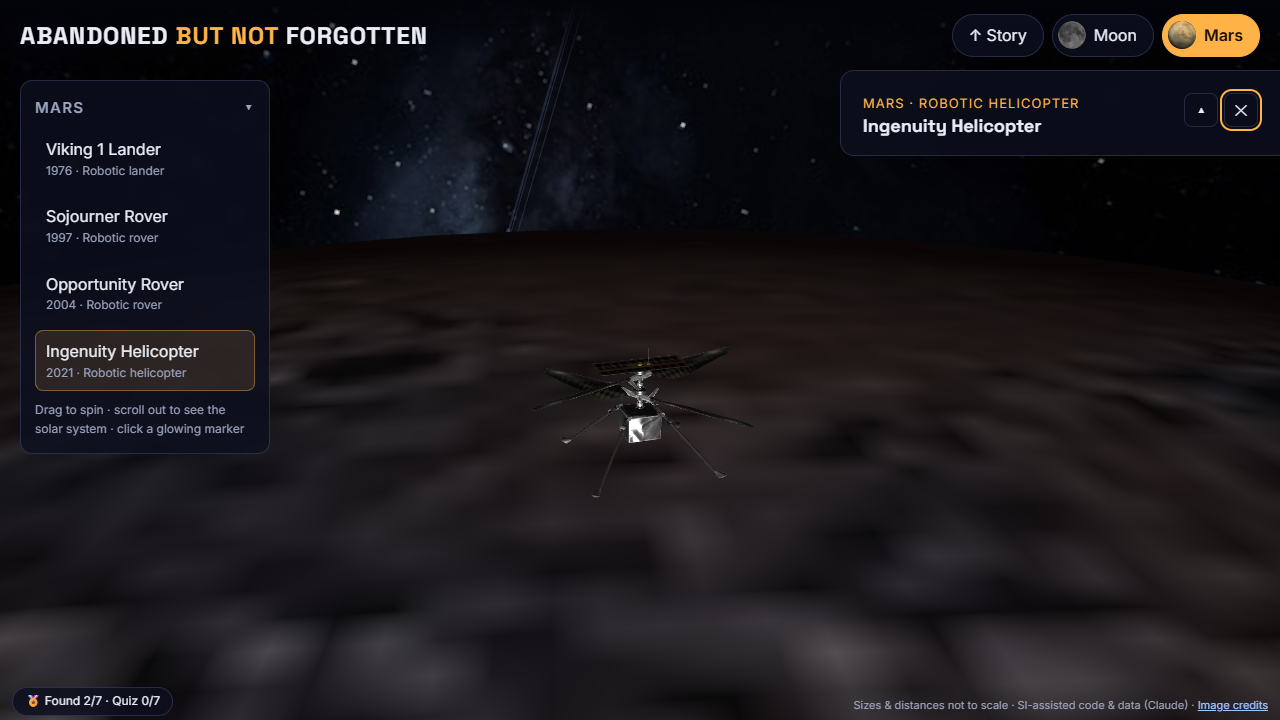 ABANDONED BUT NOT FORGOTTEN
↑ Story
Moon
Mars
MARS
Viking 1 Lander
1976 · Robotic lander
Sojourner Rover
1997 · Robotic rover
Opportunity Rover
2004 · Robotic rover
Ingenuity Helicopter
2021 · Robotic helicopter
Drag to spin · scroll out to see the
solar system · click a glowing marker
MARS · ROBOTIC HELICOPTER
Ingenuity Helicopter
Found 2/7 · Quiz 0/7
Sizes & distances not to scale · SI-assisted code & data (Claude) · Image credits